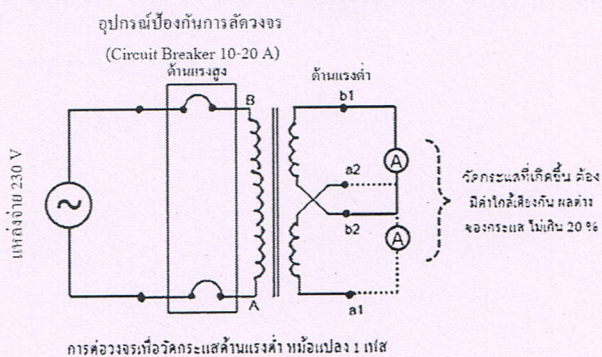 อุปกรณ์ป้องกันการลัดวงจร
(Circuit Breaker 10-20 A)
ด้านแรงสูง
ด้านแรงต่ำ
B
b1
A
a2
แหล่งจ่าย 230 V
วัดกระแสที่เกิดขึ้น ต้อง
มีค่าใกล้เคียงกัน ผลต่าง
ของกระแส ไม่เกิน 20 %
b2
A
A
a1
การต่อวงจรเพื่อวัดกระแสด้านแรงต่ำ หม้อแปลง 1 เฟส